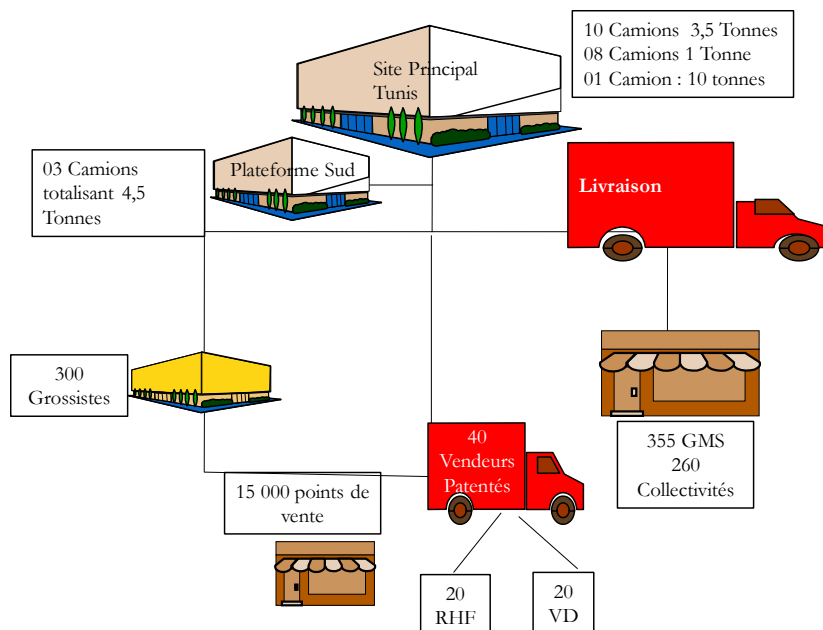 10 Camions 3,5 Tonnes
08 Camions 1 Tonne
01 Camion : 10 tonnes
Site Principal
Tunis
03 Camions
totalisant 4,5
Tonnes
Plateforme Sud
Livraison
300
Grossistes
40
Vendeurs
Patentés
355 GMS
260
Collectivités
15 000 points de
vente
20
RHF
20
VD